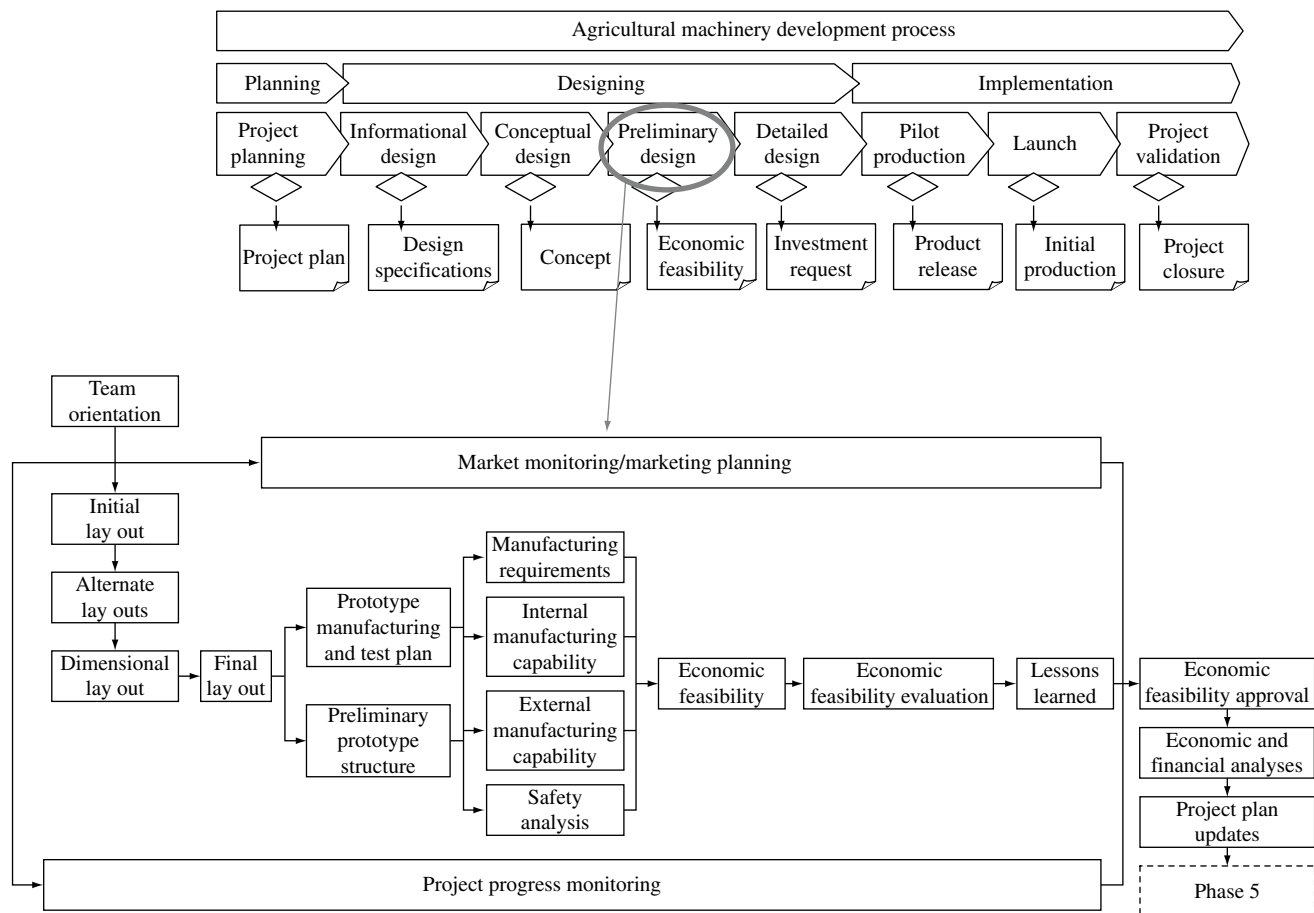 Agricultural machinery development process
Planning
Designing
Implementation
Project
planning
Informational
design
Conceptual
design
Preliminary
design
Detailed
design
Pilot
production
Launch
Project
validation
Project plan
Design
specifications
Concept
Economic
feasibility
Investment
request
Product
release
Initial
production
Project
closure
Team
orientation
Market monitoring/marketing planning
Initial
lay out
Alternate
lay outs
Dimensional
lay out
Final
lay out
Prototype
manufacturing
and test plan
Preliminary
prototype
structure
Manufacturing
requirements
Internal
manufacturing
capability
External
manufacturing
capability
Safety
analysis
Economic
feasibility
Economic
feasibility evaluation
Lessons
learned
Economic
feasibility approval
Economic and
financial analyses
Project plan
updates
Phase 5
Project progress monitoring